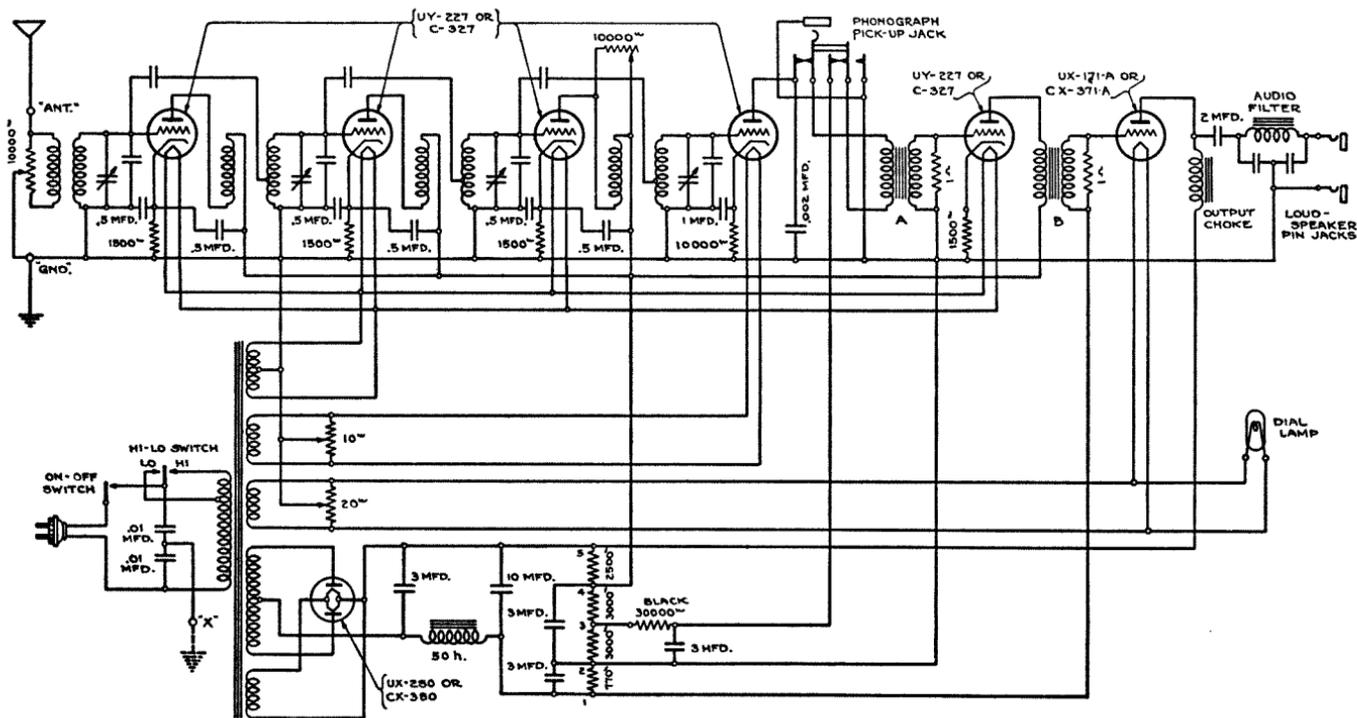 UY-227 OR
C-327
10000~
PHONOGRAPH
PICK-UP JACK
UY-227 OR
C-327
UX-171-A OR
CX-371-A
AUDIO
FILTER
2 MFD.
"ANT."
10000~
.5 MFD.
1500~
.5 MFD.
.5 MFD.
1500~
.5 MFD.
.5 MFD.
1500~
.5 MFD.
1 MFD.
10000~
.002 MFD.
A
1500~
B
OUTPUT
CHOKE
LOUD-
SPEAKER
PIN JACKS
"GND."
10~
20~
DIAL
LAMP
HI-LO SWITCH
LO HI
ON-OFF
SWITCH
.01
MFD.
.01
MFD.
"X"
3 MFD.
10 MFD.
50 h.
3 MFD.
3 MFD.
5
2500~
4
3000~
3
3000~
2
770~
1
BLACK
30000~
3 MFD.
UX-280 OR
CX-380